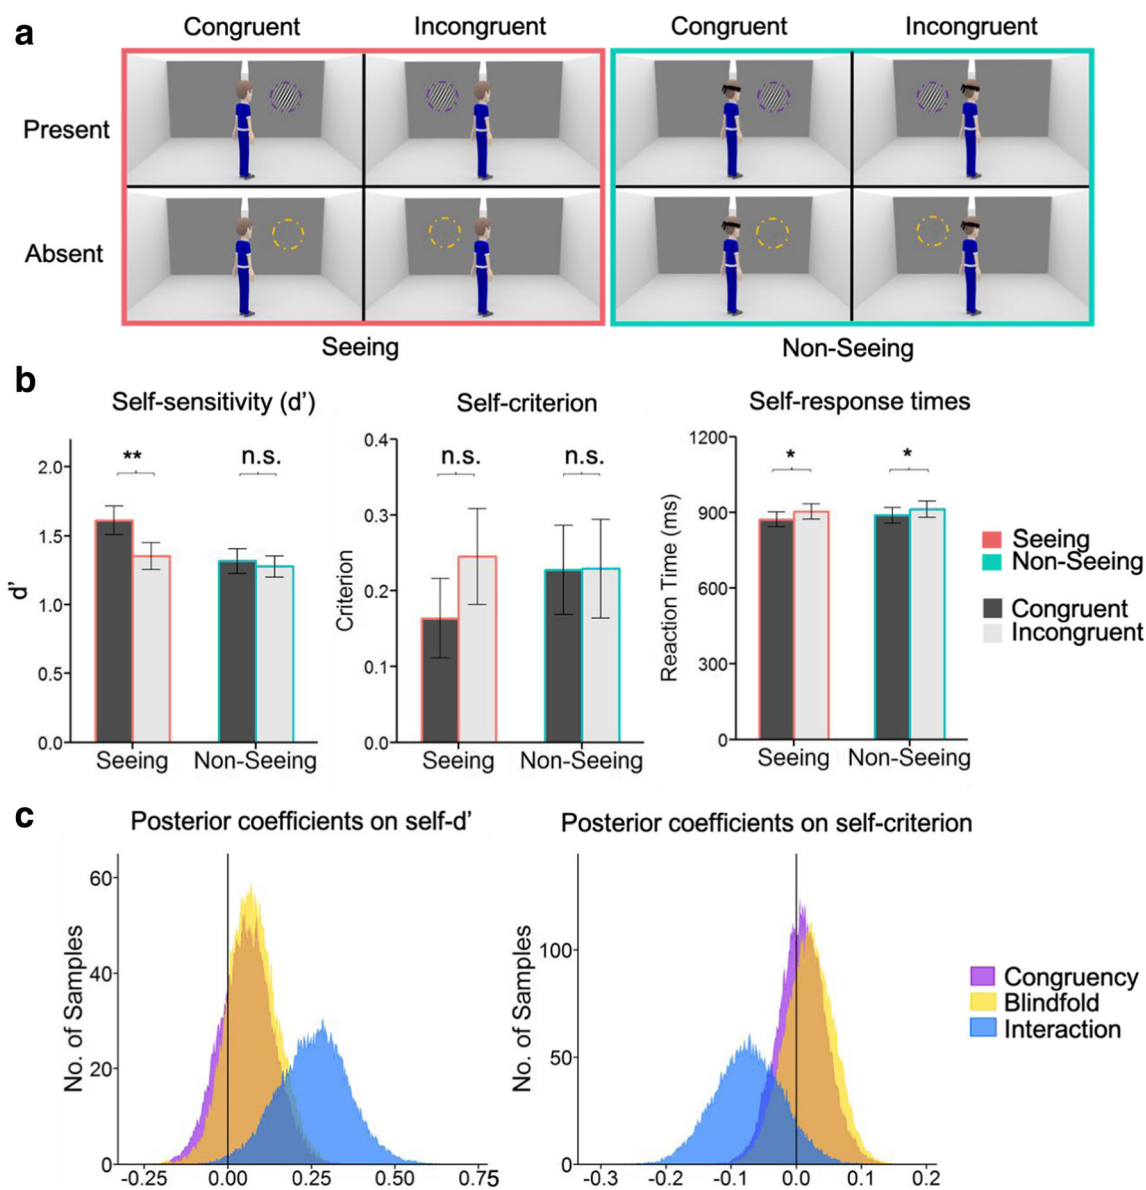 a
Congruent Incongruent Congruent Incongruent
Present
Absent
Seeing Non-Seeing
b
Self-sensitivity (d’) Self-criterion Self-response times
** n.s.
n.s. n.s.
* *
2.0
1.5
1.0
0.5
0.0
d'
Seeing Non-Seeing
0.4
0.3
0.2
0.1
0.0
Criterion
Seeing Non-Seeing
1200
900
600
300
0
Reaction Time (ms)
Seeing Non-Seeing
Seeing
Non-Seeing
Congruent
Incongruent
c
Posterior coefficients on self-d’ Posterior coefficients on self-criterion
60
40
20
0
No. of Samples
-0.25 0.00 0.25 0.50 0.75
100
50
0
No. of Samples
-0.3 -0.2 -0.1 0.0 0.1 0.2
Congruency
Blindfold
Interaction